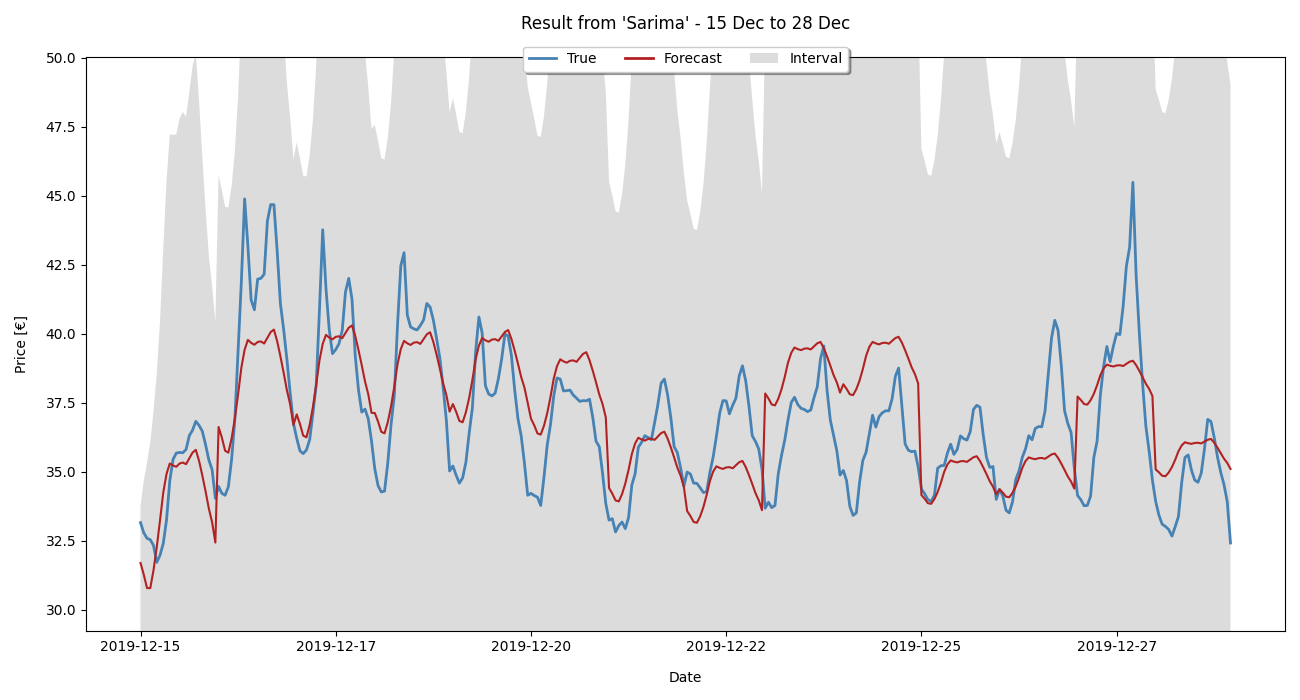 Result from 'Sarima' - 15 Dec to 28 Dec
True Forecast Interval
50.0
47.5
45.0
42.5
40.0
37.5
35.0
32.5
30.0
Price [€]
2019-12-15 2019-12-17 2019-12-20 2019-12-22 2019-12-25 2019-12-27
Date